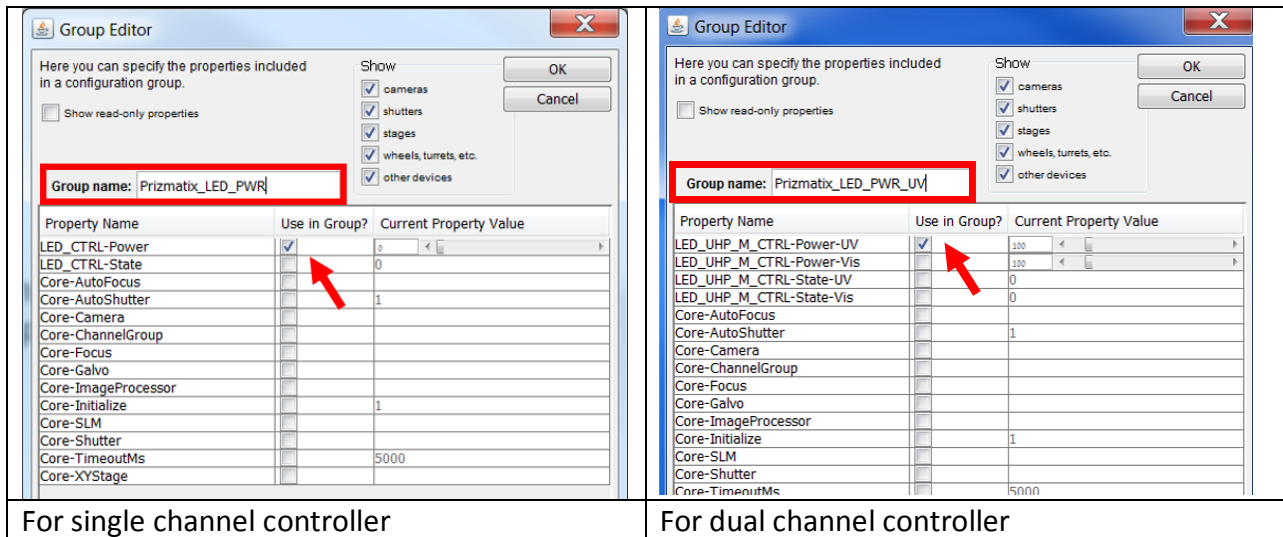 Group Editor
Here you can specify the properties included
in a configuration group.
Show read-only properties
Show
cameras
shutters
stages
wheels, turrets, etc.
other devices
OK
Cancel
Group name: Prizmatix_LED_PWR
Property Name Use in Group? Current Property Value
LED_CTRL-Power 0
LED_CTRL-State 0
Core-AutoFocus
Core-AutoShutter 1
Core-Camera
Core-ChannelGroup
Core-Focus
Core-Galvo
Core-ImageProcessor
Core-Initialize 1
Core-SLM
Core-Shutter
Core-TimeoutMs 5000
Core-XYStage
For single channel controller
Group Editor
Here you can specify the properties included
in a configuration group.
Show read-only properties
Show
cameras
shutters
stages
wheels, turrets, etc.
other devices
OK
Cancel
Group name: Prizmatix_LED_PWR_UV
Property Name Use in Group? Current Property Value
LED_UHP_M_CTRL-Power-UV 100
LED_UHP_M_CTRL-Power-Vis 100
LED_UHP_M_CTRL-State-UV 0
LED_UHP_M_CTRL-State-Vis 0
Core-AutoFocus
Core-AutoShutter 1
Core-Camera
Core-ChannelGroup
Core-Focus
Core-Galvo
Core-ImageProcessor
Core-Initialize 1
Core-SLM
Core-Shutter
Core-TimeoutMs 5000
For dual channel controller